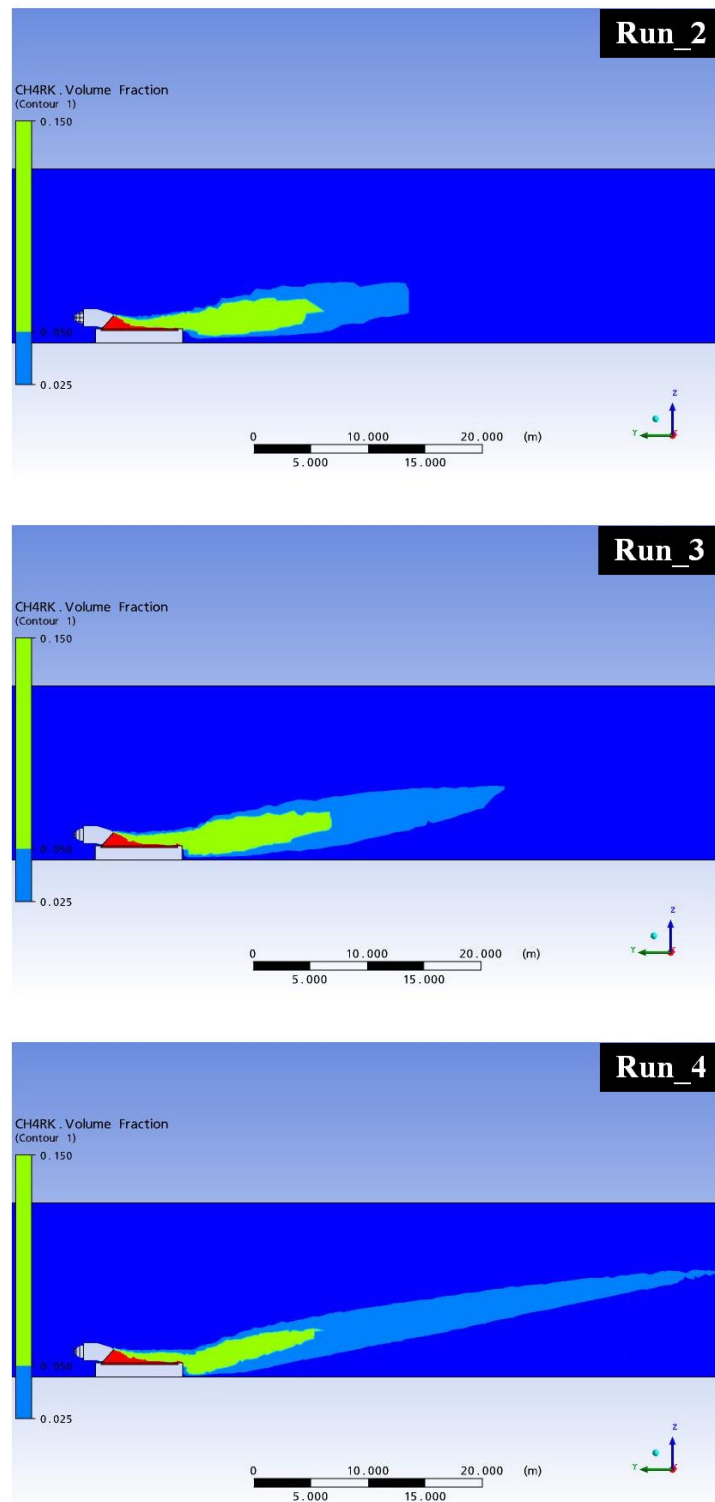 Run_2
CH4RK . Volume Fraction
(Contour 1)
0.150
0.050
0.025
0 10.000 20.000 (m)
5.000 15.000
Z
Y
Run_3
CH4RK . Volume Fraction
(Contour 1)
0.150
0.050
0.025
0 10.000 20.000 (m)
5.000 15.000
Z
Y
Run_4
CH4RK . Volume Fraction
(Contour 1)
0.150
0.050
0.025
0 10.000 20.000 (m)
5.000 15.000
Z
Y